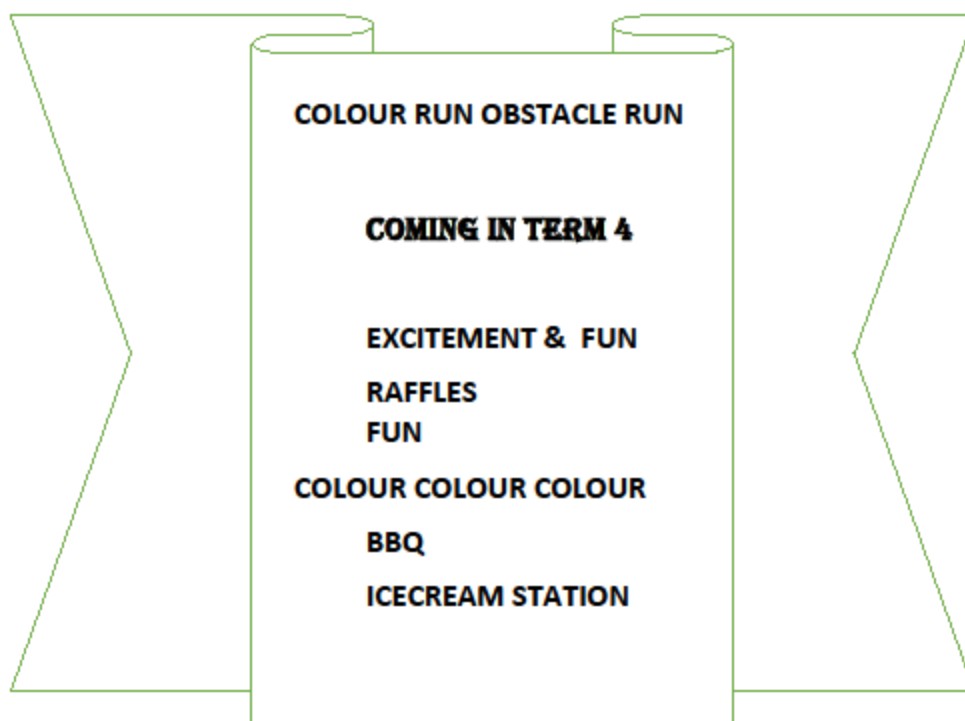 COLOUR RUN OBSTACLE RUN
COMING IN TERM 4
EXCITEMENT & FUN
RAFFLES
FUN
COLOUR COLOUR COLOUR
BBQ
ICECREAM STATION